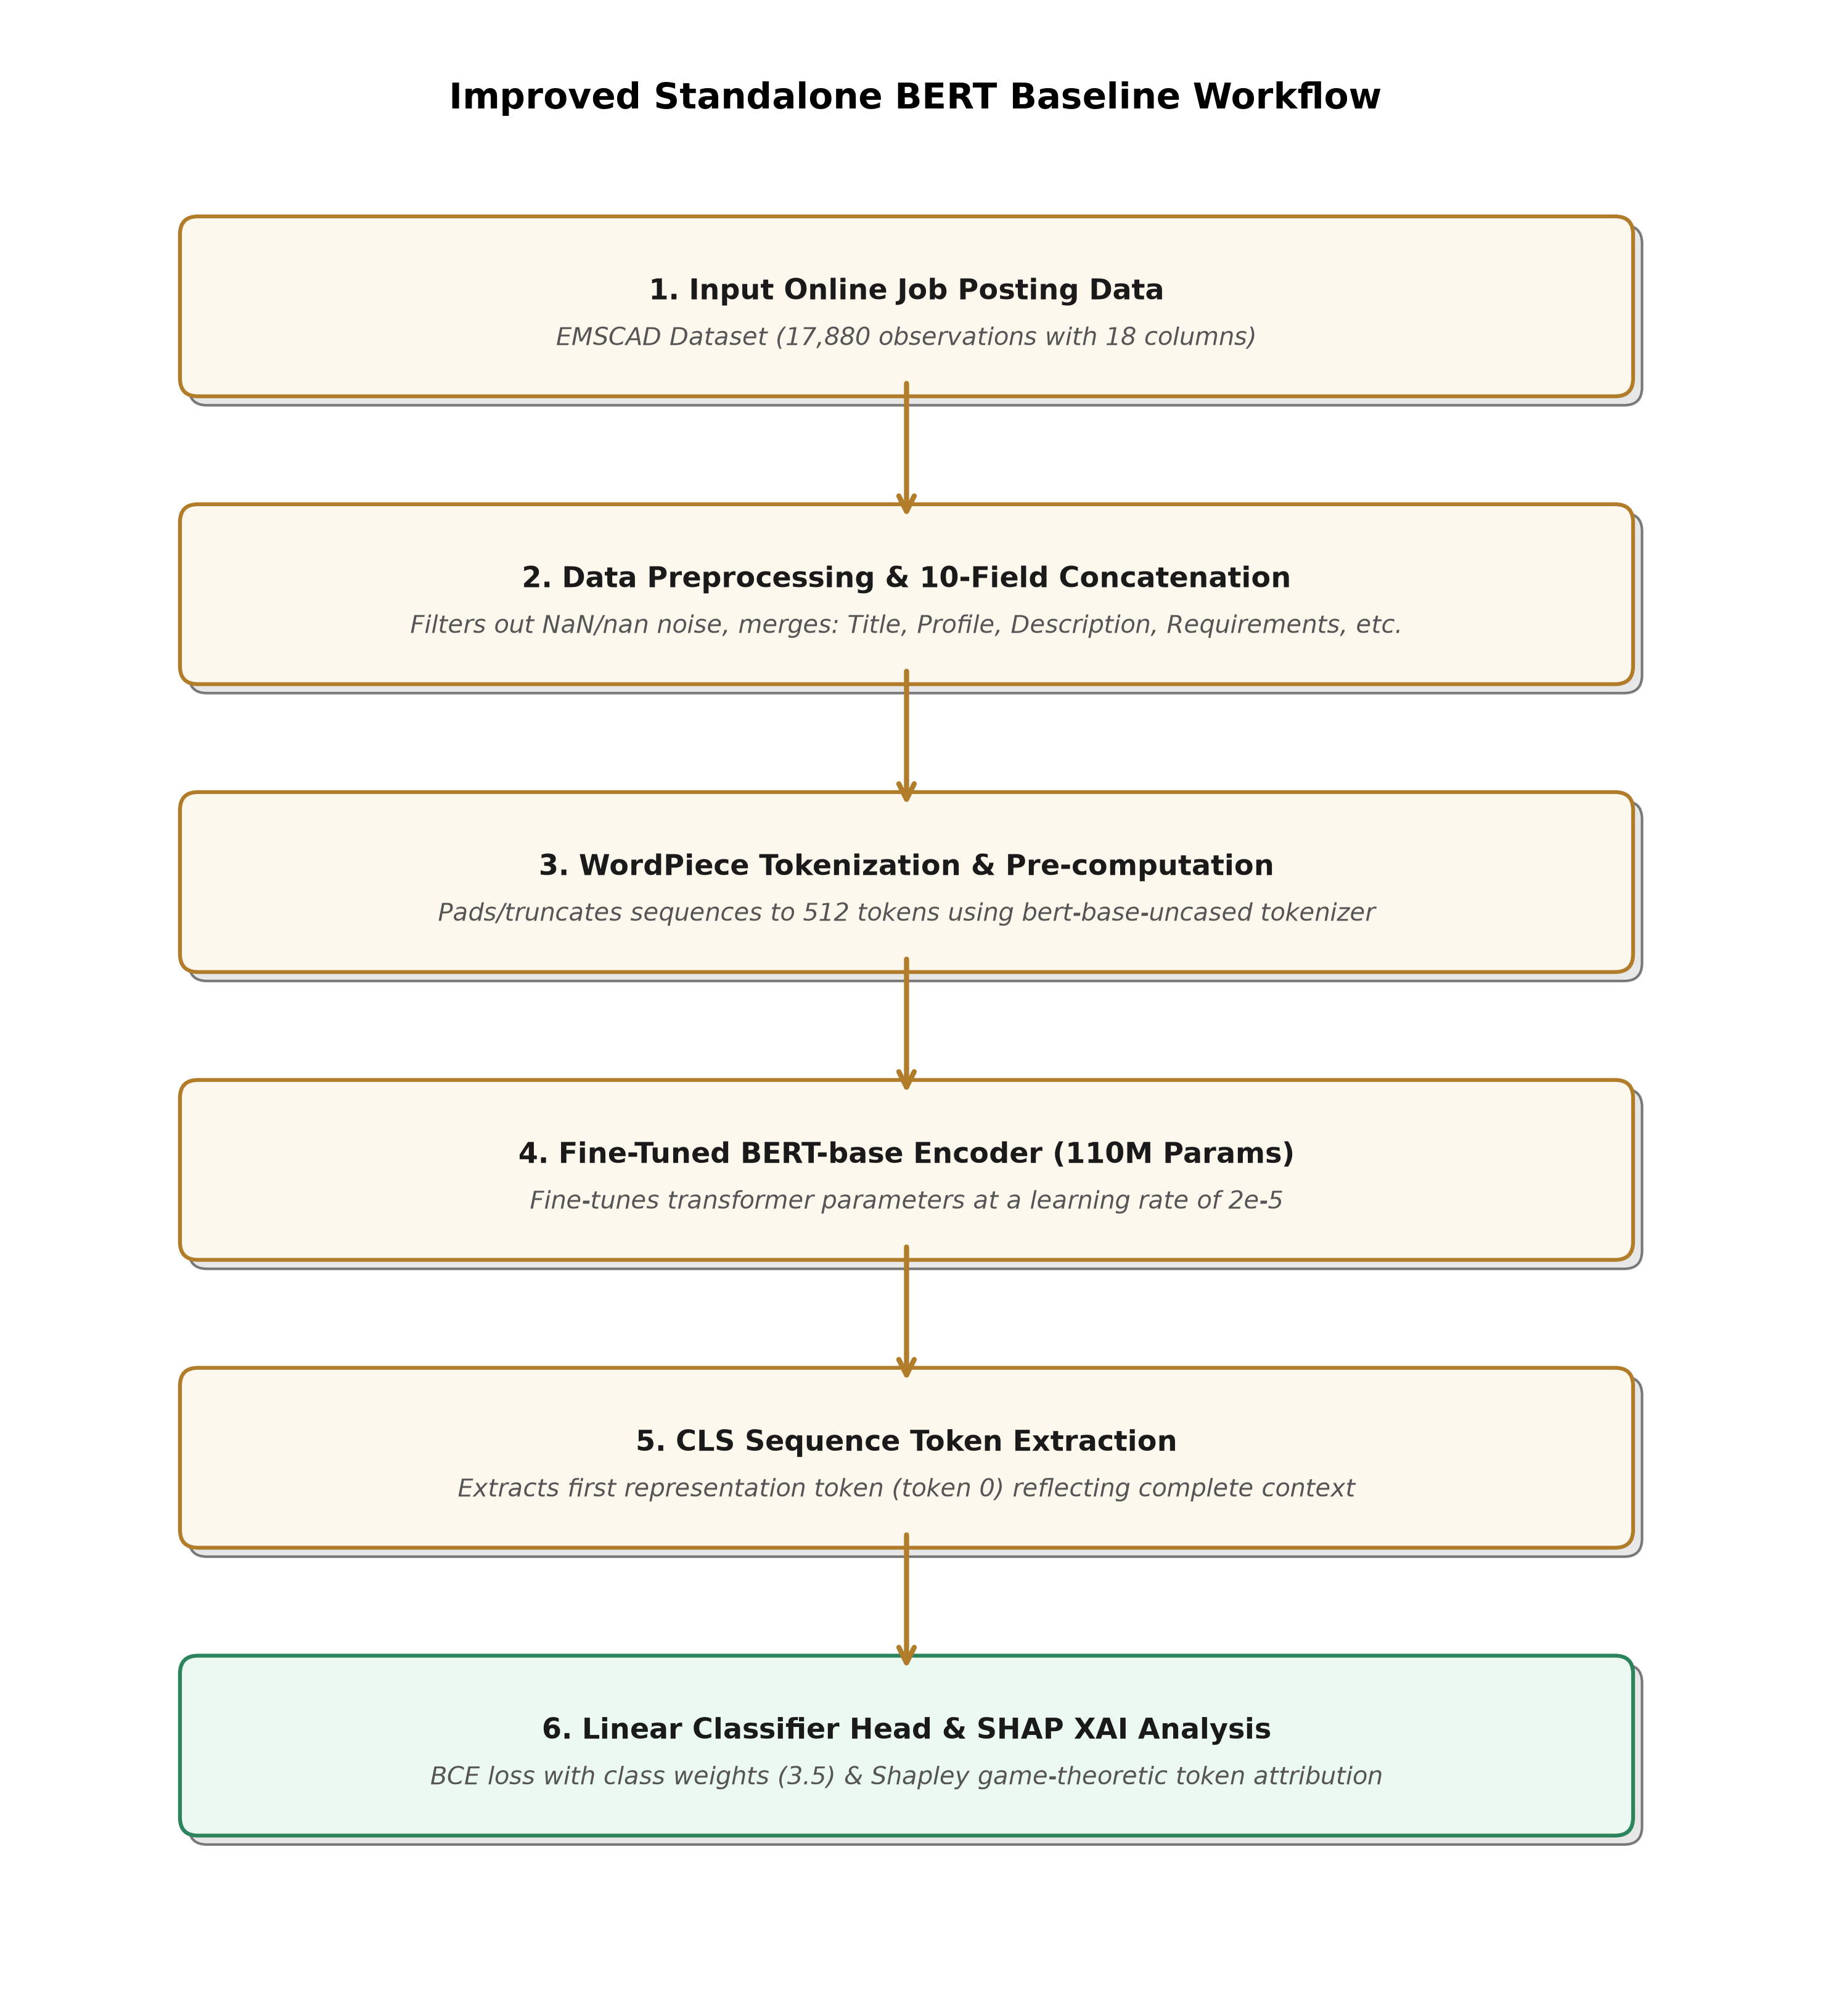 Improved Standalone BERT Baseline Workflow
1. Input Online Job Posting Data
EMSCAD Dataset (17,880 observations with 18 columns)
2. Data Preprocessing & 10-Field Concatenation
Filters out NaN/nan noise, merges: Title, Profile, Description, Requirements, etc.
3. WordPiece Tokenization & Pre-computation
Pads/truncates sequences to 512 tokens using bert-base-uncased tokenizer
4. Fine-Tuned BERT-base Encoder (110M Params)
Fine-tunes transformer parameters at a learning rate of 2e-5
5. CLS Sequence Token Extraction
Extracts first representation token (token 0) reflecting complete context
6. Linear Classifier Head & SHAP XAI Analysis
BCE loss with class weights (3.5) & Shapley game-theoretic token attribution